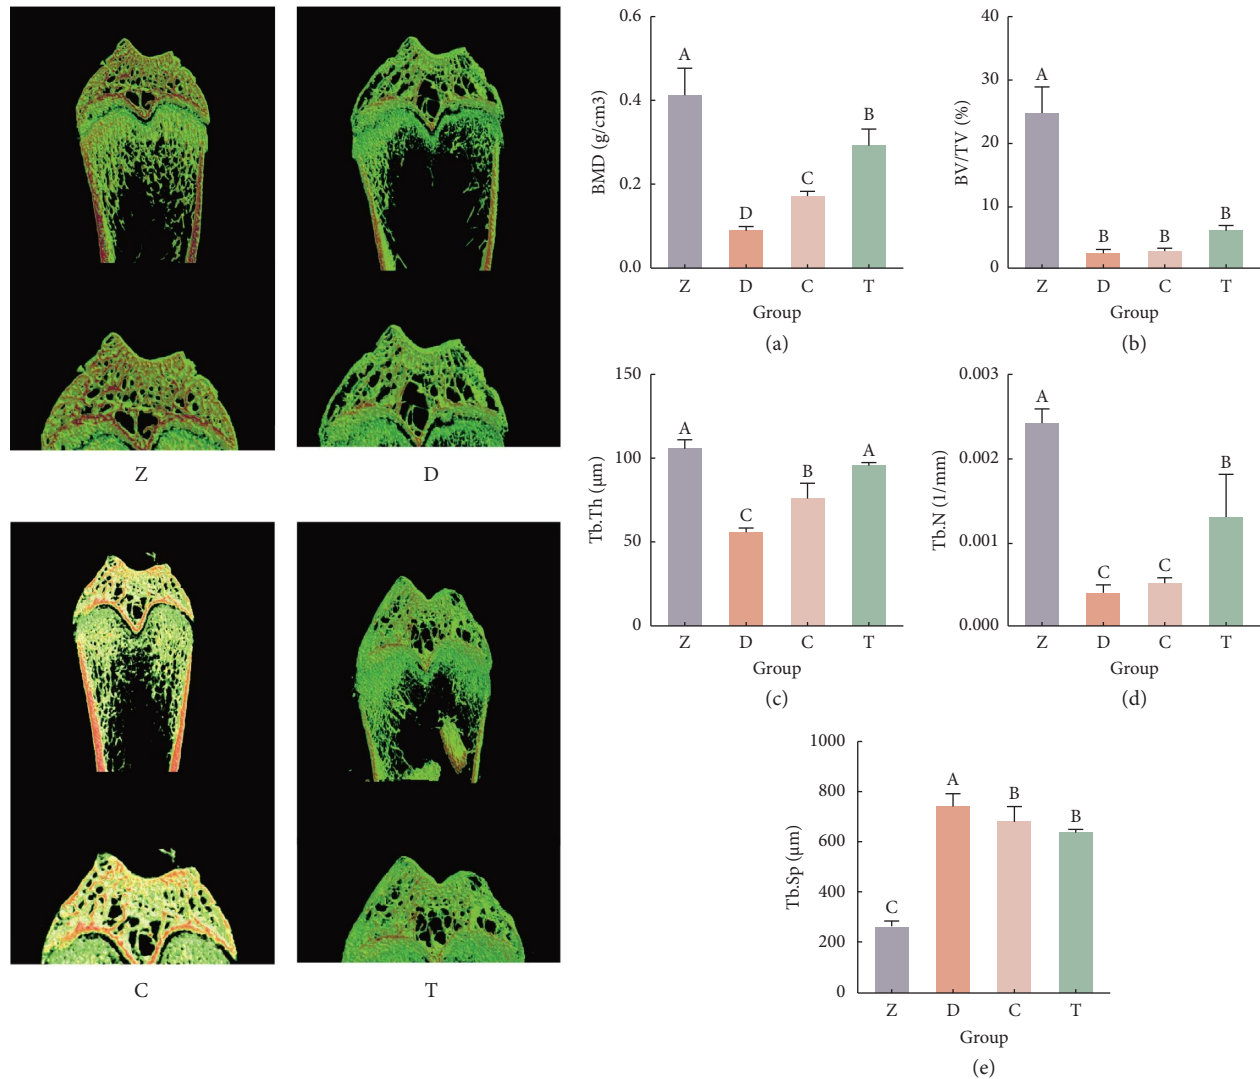 Z
D
C
T
0.6
0.4
0.2
0.0
BMD (g/cm3)
A
D
C
B
Z D C T
Group
(a)
40
30
20
10
0
BV/TV (%)
A
B
B
B
Z D C T
Group
(b)
150
100
50
0
Tb.Th (μm)
A
C
B
A
Z D C T
Group
(c)
0.003
0.002
0.001
0.000
Tb.N (1/mm)
A
C
C
B
Z D C T
Group
(d)
1000
800
600
400
200
0
Tb.Sp (μm)
C
A
B
B
Z D C T
Group
(e)